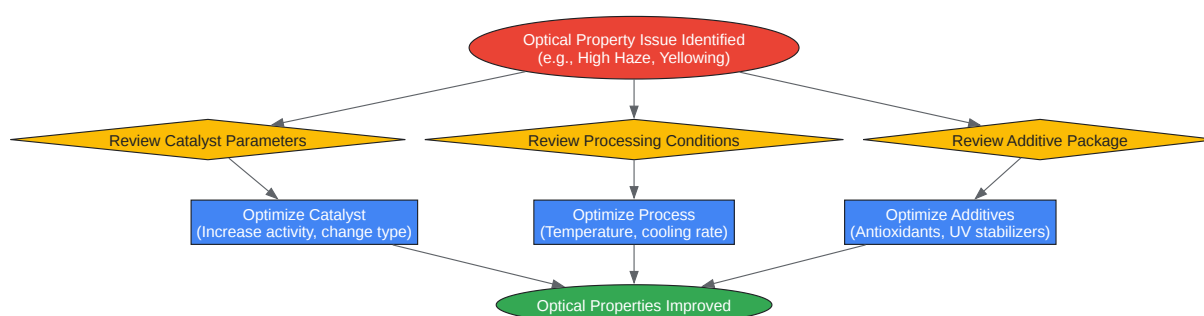 Optical Property Issue Identified
(e.g., High Haze, Yellowing)
Review Catalyst Parameters
Review Processing Conditions
Review Additive Package
Optimize Catalyst
(Increase activity, change type)
Optimize Process
(Temperature, cooling rate)
Optimize Additives
(Antioxidants, UV stabilizers)
Optical Properties Improved